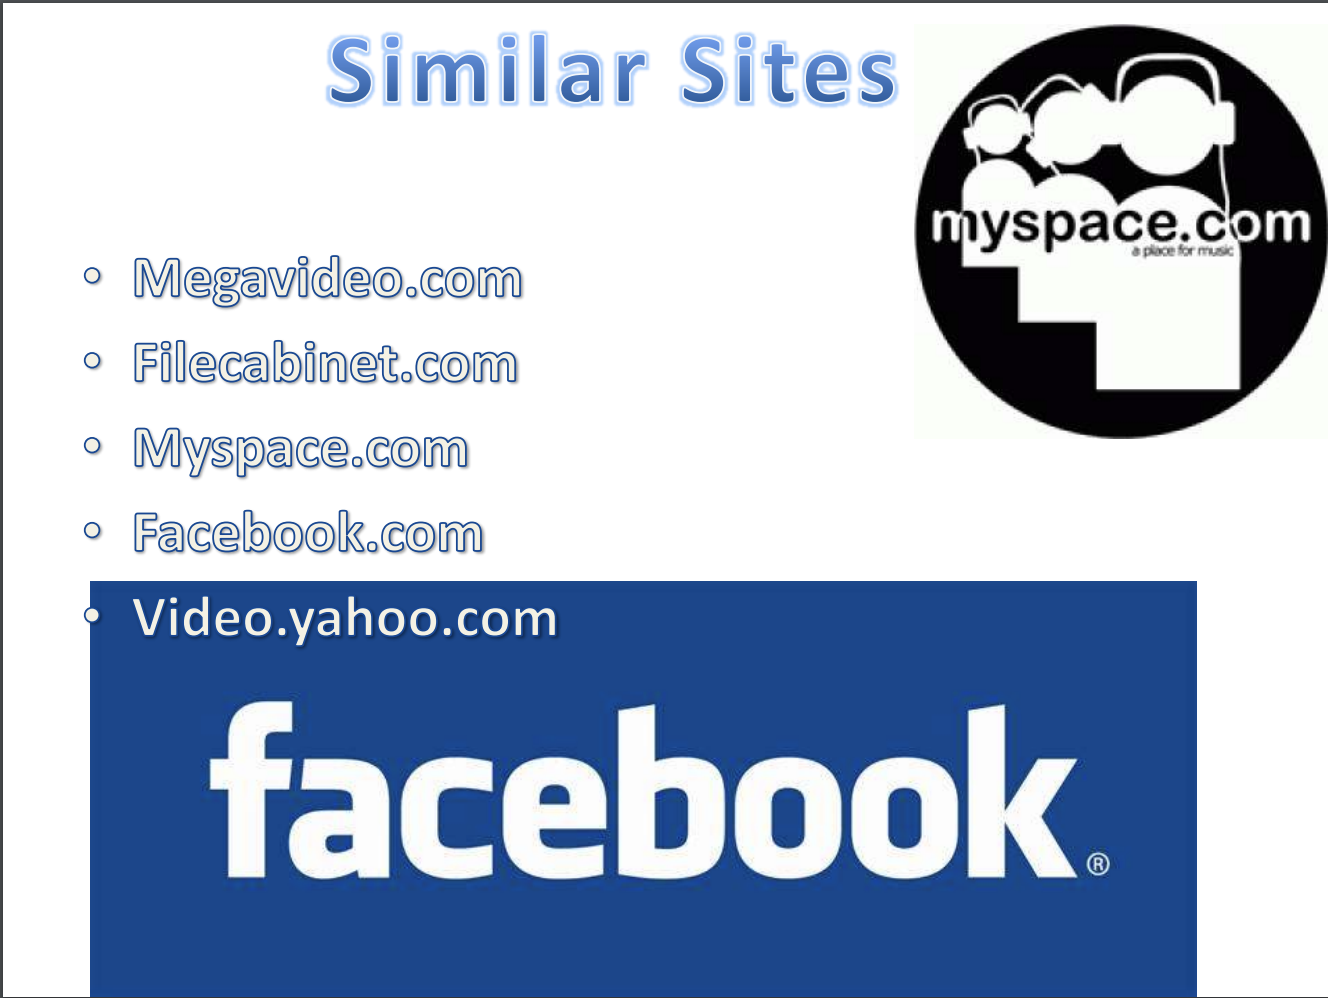 Similar Sites
myspace.com
a place for music
• Megavideo.com
• Filecabinet.com
• Myspace.com
• Facebook.com
• Video.yahoo.com
facebook®